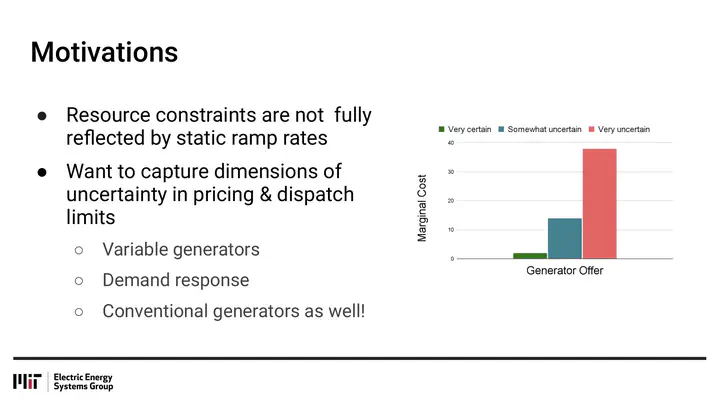 Motivations
● Resource constraints are not  fully
reflected by static ramp rates
● Want to capture dimensions of
uncertainty in pricing & dispatch
limits
○ Variable generators
○ Demand response
○ Conventional generators as well!
Very certain Somewhat uncertain Very uncertain
40
30
20
10
0
Marginal Cost
Generator Offer
MIT Electric Energy
Systems Group